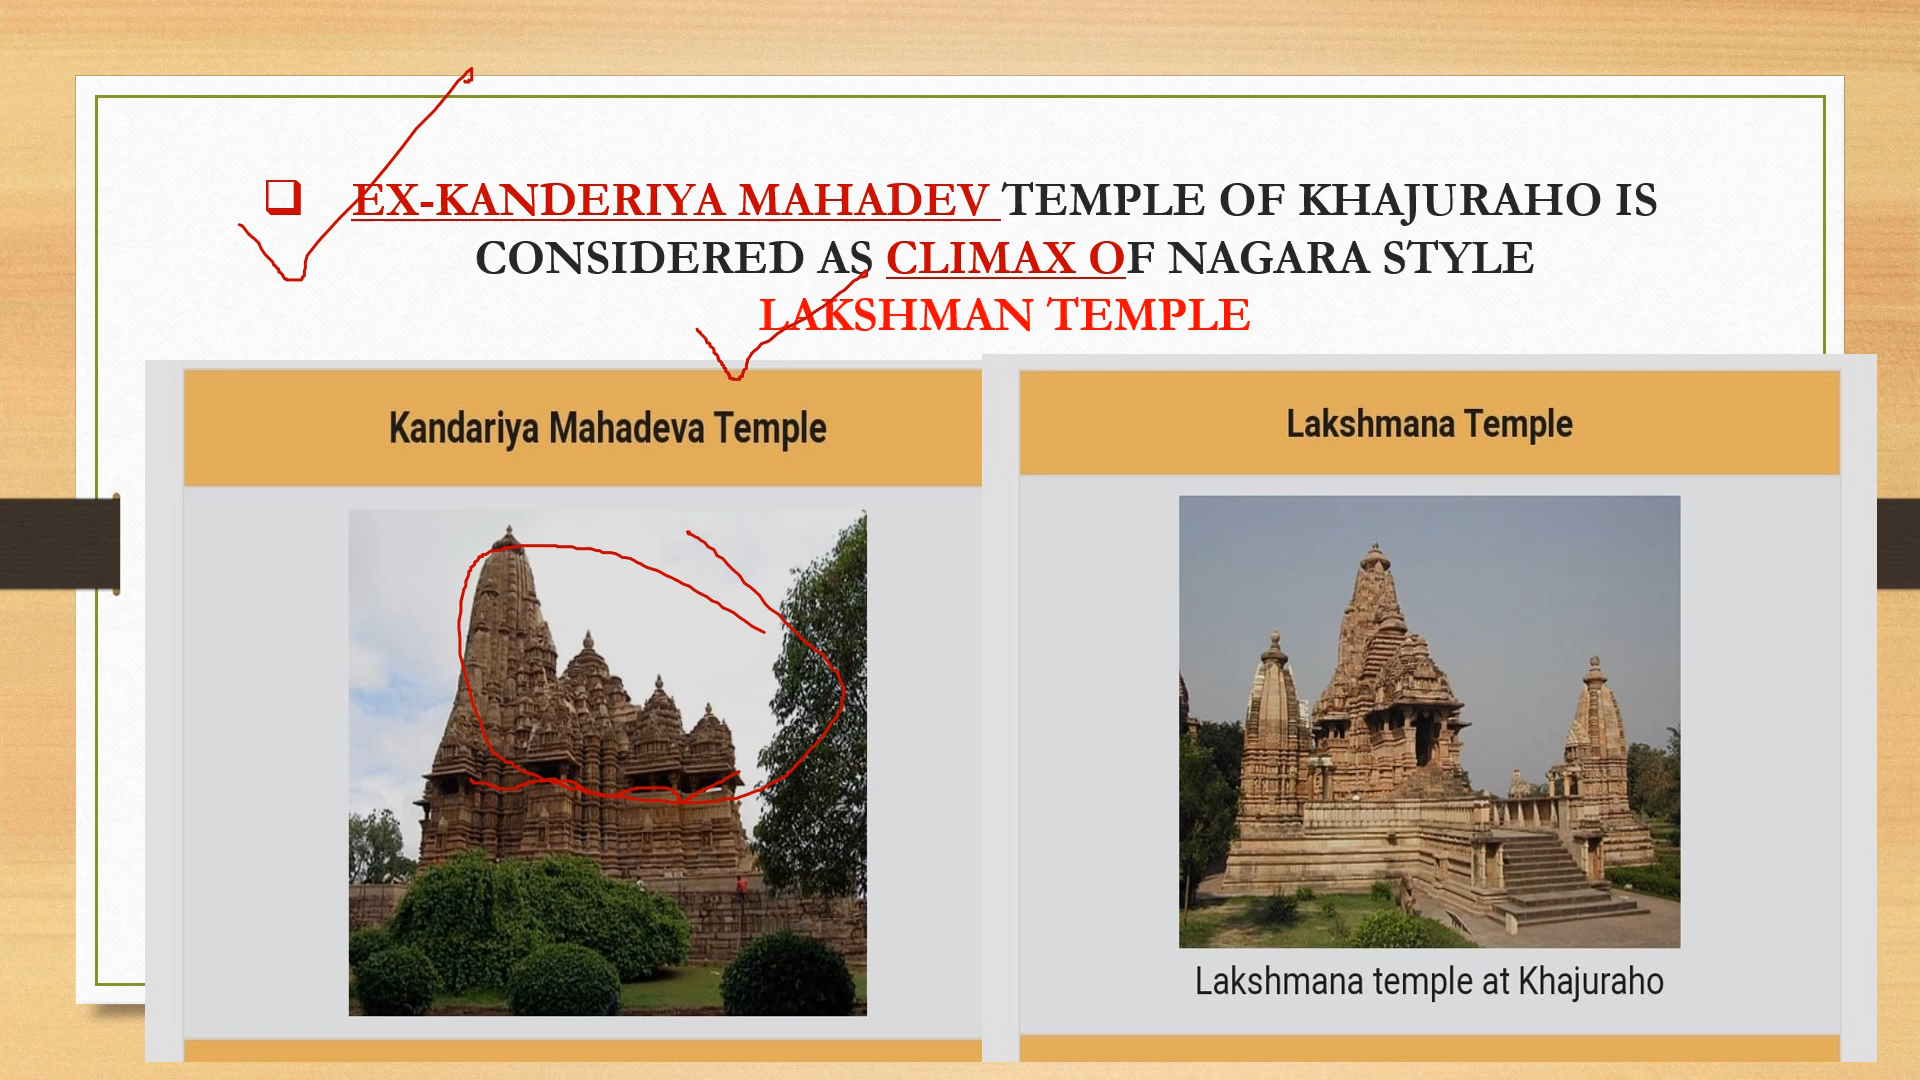 EX-KANDERIYA MAHADEV TEMPLE OF KHAJURAHO IS
CONSIDERED AS CLIMAX OF NAGARA STYLE
LAKSHMAN TEMPLE
Kandariya Mahadeva Temple
Lakshmana Temple
Lakshmana temple at Khajuraho